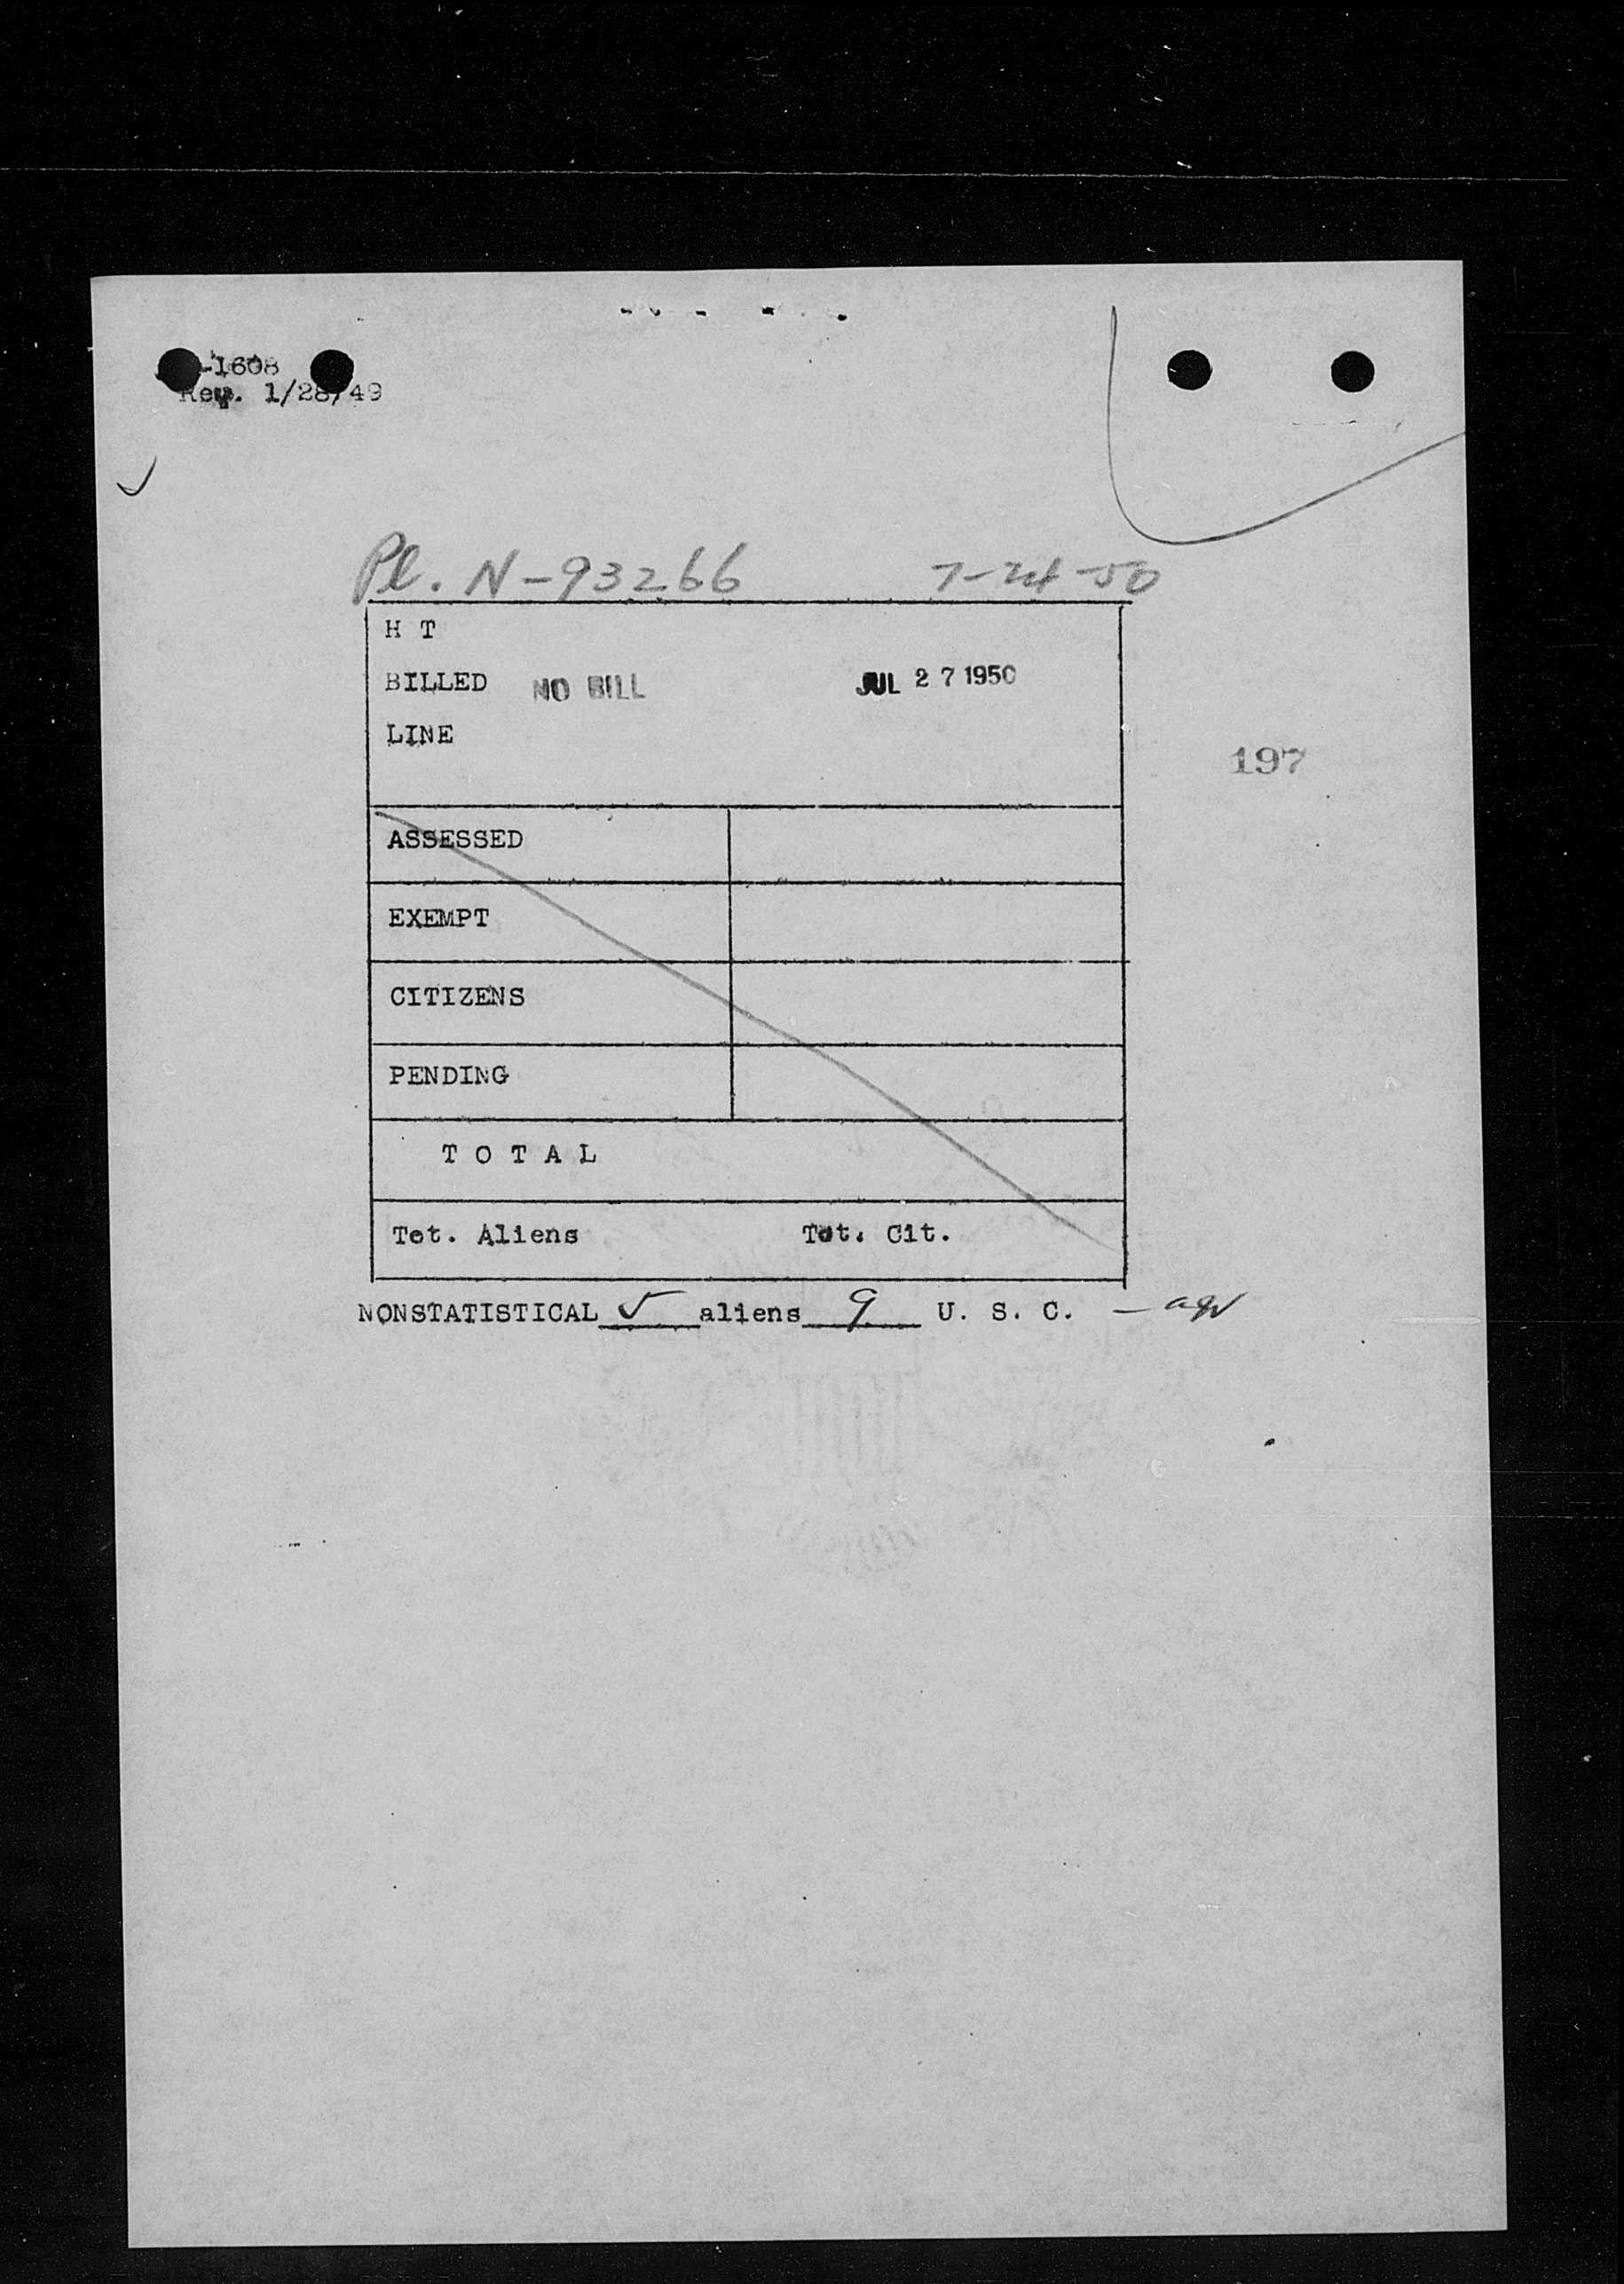 -1608
Rev. 1/28/49
Pl. N-93266 7-24-50
H T
BILLED NO BILL JUL 27 1950
LINE
197
ASSESSED
EXEMPT
CITIZENS
PENDING
T O T A L
Tot. Aliens Tot. Cit.
NONSTATISTICAL 5 aliens 9 U. S. C. —